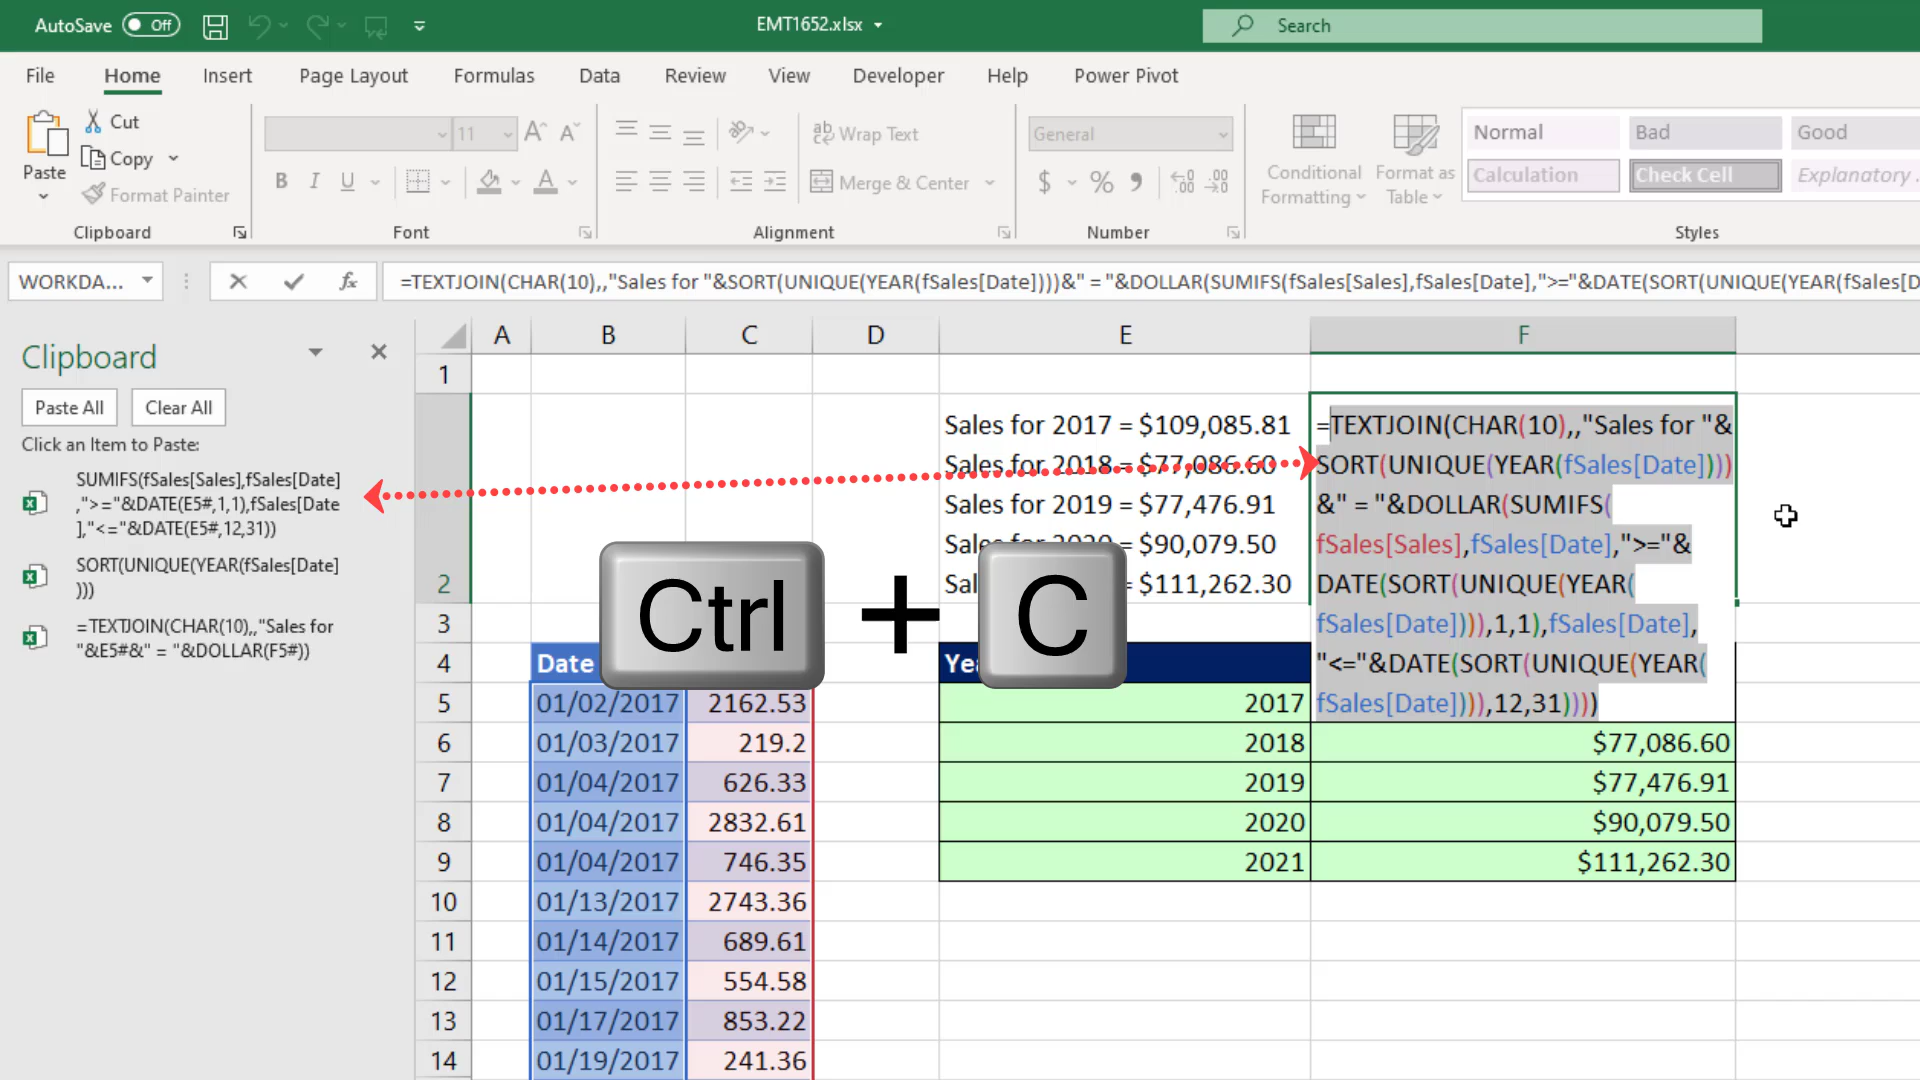 AutoSave Off
EMT1652.xlsx
Search
File Home Insert Page Layout Formulas Data Review View Developer Help Power Pivot
Paste
Cut
Copy
Format Painter
Clipboard
11
B I U
Font
Wrap Text
Merge & Center
Alignment
General
$ % 9
Number
Conditional
Formatting
Format as
Table
Normal Bad Good
Calculation Check Cell Explanatory ...
Styles
WORKDA...
fx
=TEXTJOIN(CHAR(10),,"Sales for "&SORT(UNIQUE(YEAR(fSales[Date])))&" = "&DOLLAR(SUMIFS(fSales[Sales],fSales[Date],">="&DATE(SORT(UNIQUE(YEAR(fSales[D
Clipboard
Paste All Clear All
Click an Item to Paste:
SUMIFS(fSales[Sales],fSales[Date]
,">="&DATE(E5#,1,1),fSales[Date
],"<="&DATE(E5#,12,31))
SORT(UNIQUE(YEAR(fSales[Date]
)))
=TEXTJOIN(CHAR(10),,"Sales for
"&E5#&" = "&DOLLAR(F5#))
A B C D E F
1
2
Sales for 2017 = $109,085.81
Sales for 2018 = $77,086.60
Sales for 2019 = $77,476.91
= $90,079.50
= $111,262.30
=TEXTJOIN(CHAR(10),,"Sales for "&
SORT(UNIQUE(YEAR(fSales[Date])))
&" = "&DOLLAR(SUMIFS(
fSales[Sales],fSales[Date],">="&
DATE(SORT(UNIQUE(YEAR(
fSales[Date]))),1,1),fSales[Date],
"<="&DATE(SORT(UNIQUE(YEAR(
fSales[Date]))),12,31))))
Ctrl + C
3
4 Date
5 01/02/2017 2162.53 2017
6 01/03/2017 219.2 2018 $77,086.60
7 01/04/2017 626.33 2019 $77,476.91
8 01/04/2017 2832.61 2020 $90,079.50
9 01/04/2017 746.35 2021 $111,262.30
10 01/13/2017 2743.36
11 01/14/2017 689.61
12 01/15/2017 554.58
13 01/17/2017 853.22
14 01/19/2017 241.36